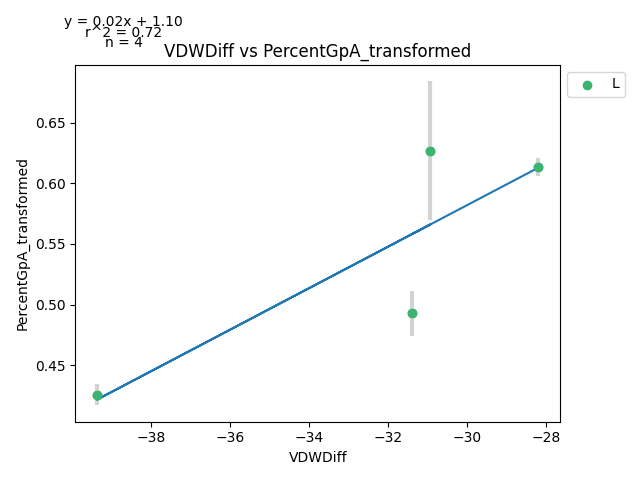 y = 0.02x + 1.10
r^2 = 0.72
n = 4
VDWDiff vs PercentGpA_transformed
L
PercentGpA_transformed
0.65
0.60
0.55
0.50
0.45
−38
−36
−34
−32
−30
−28
VDWDiff